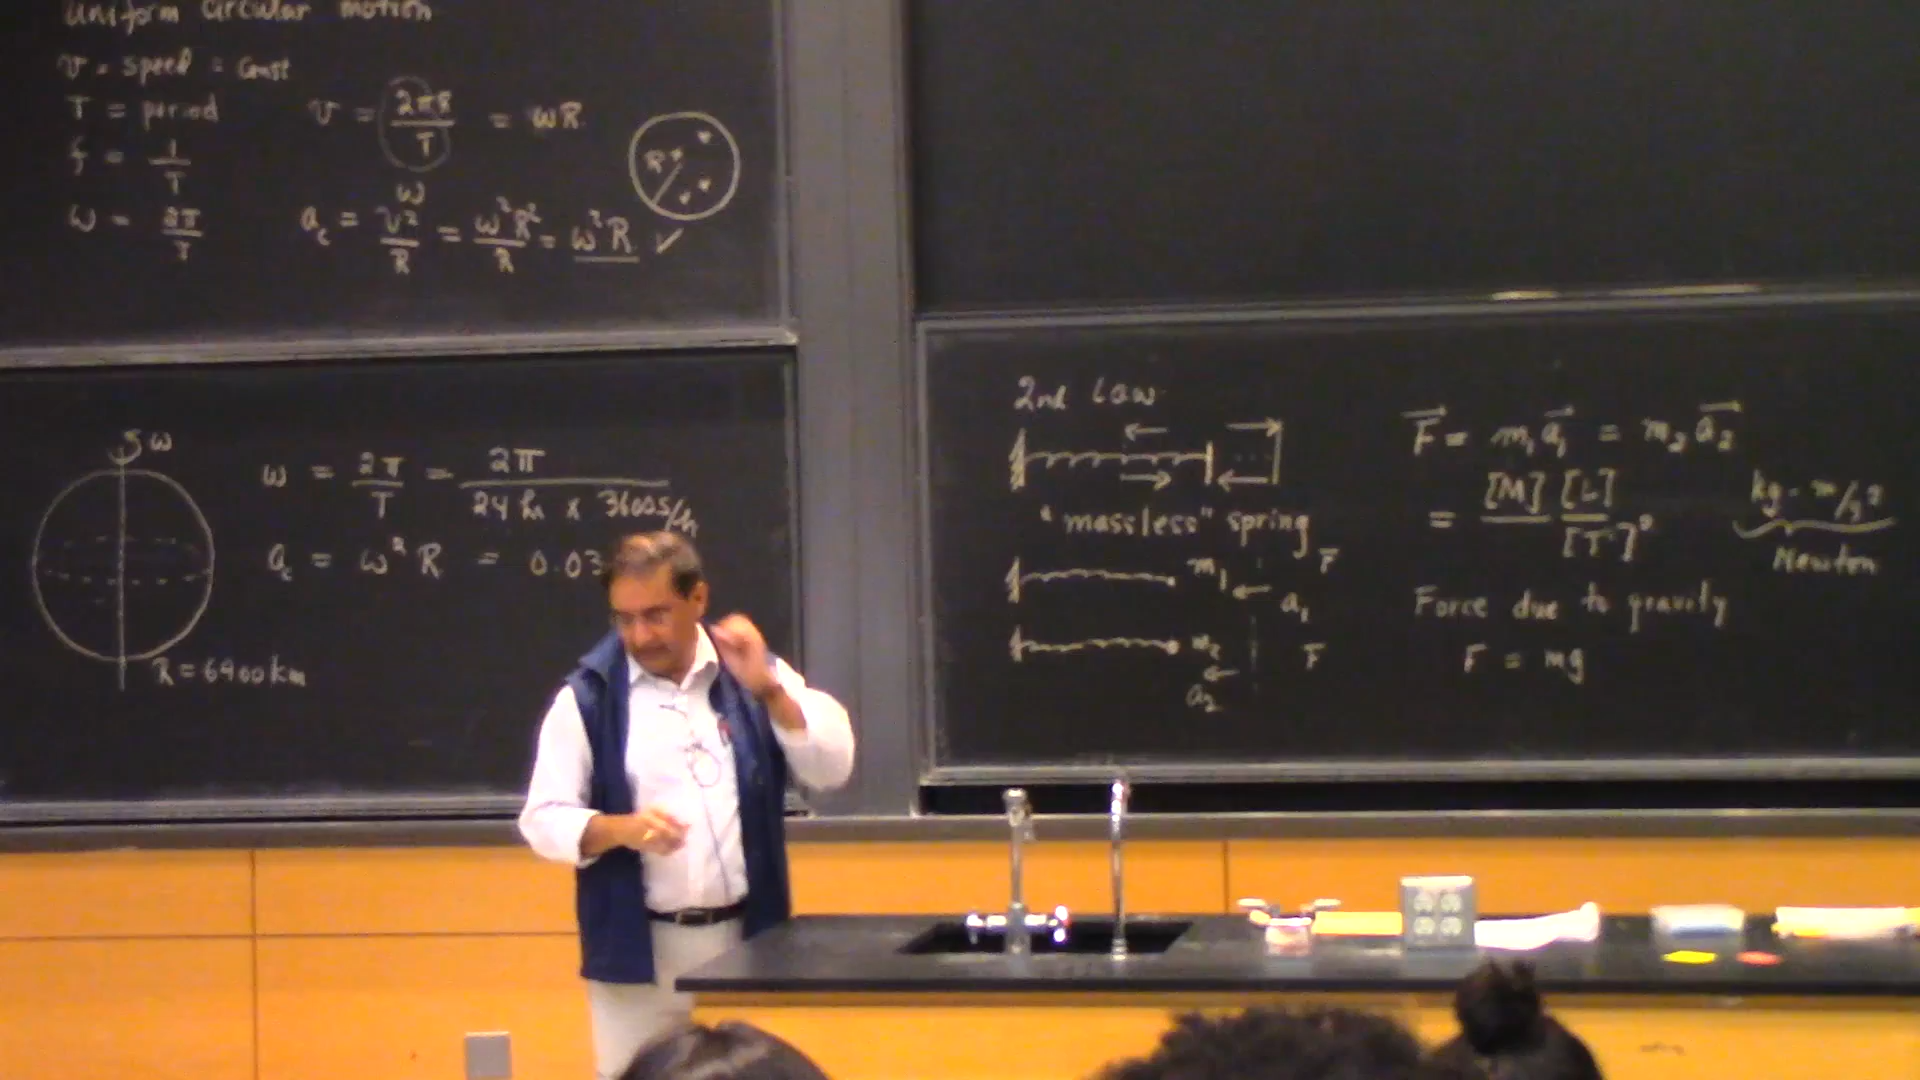 Uniform Circular motion
v = speed = Const
T = period
f = 1/T
ω = 2π/T
v = 2πR/T = ωR
ω
a_c = v²/R = ω²R²/R = ω²R ✓
R
ω
ω = 2π/T = 2π/24 hr x 3600 s/h
a_c = ω² R = 0.03
R = 6400 km
2nd Law
"massless" spring
m₁ F
a₁
m₂ F
a₂
F = m₁a₁ = m₂a₂
= [M] [L]/[T]² kg-m/s²
Newton
Force due to gravity
F = mg